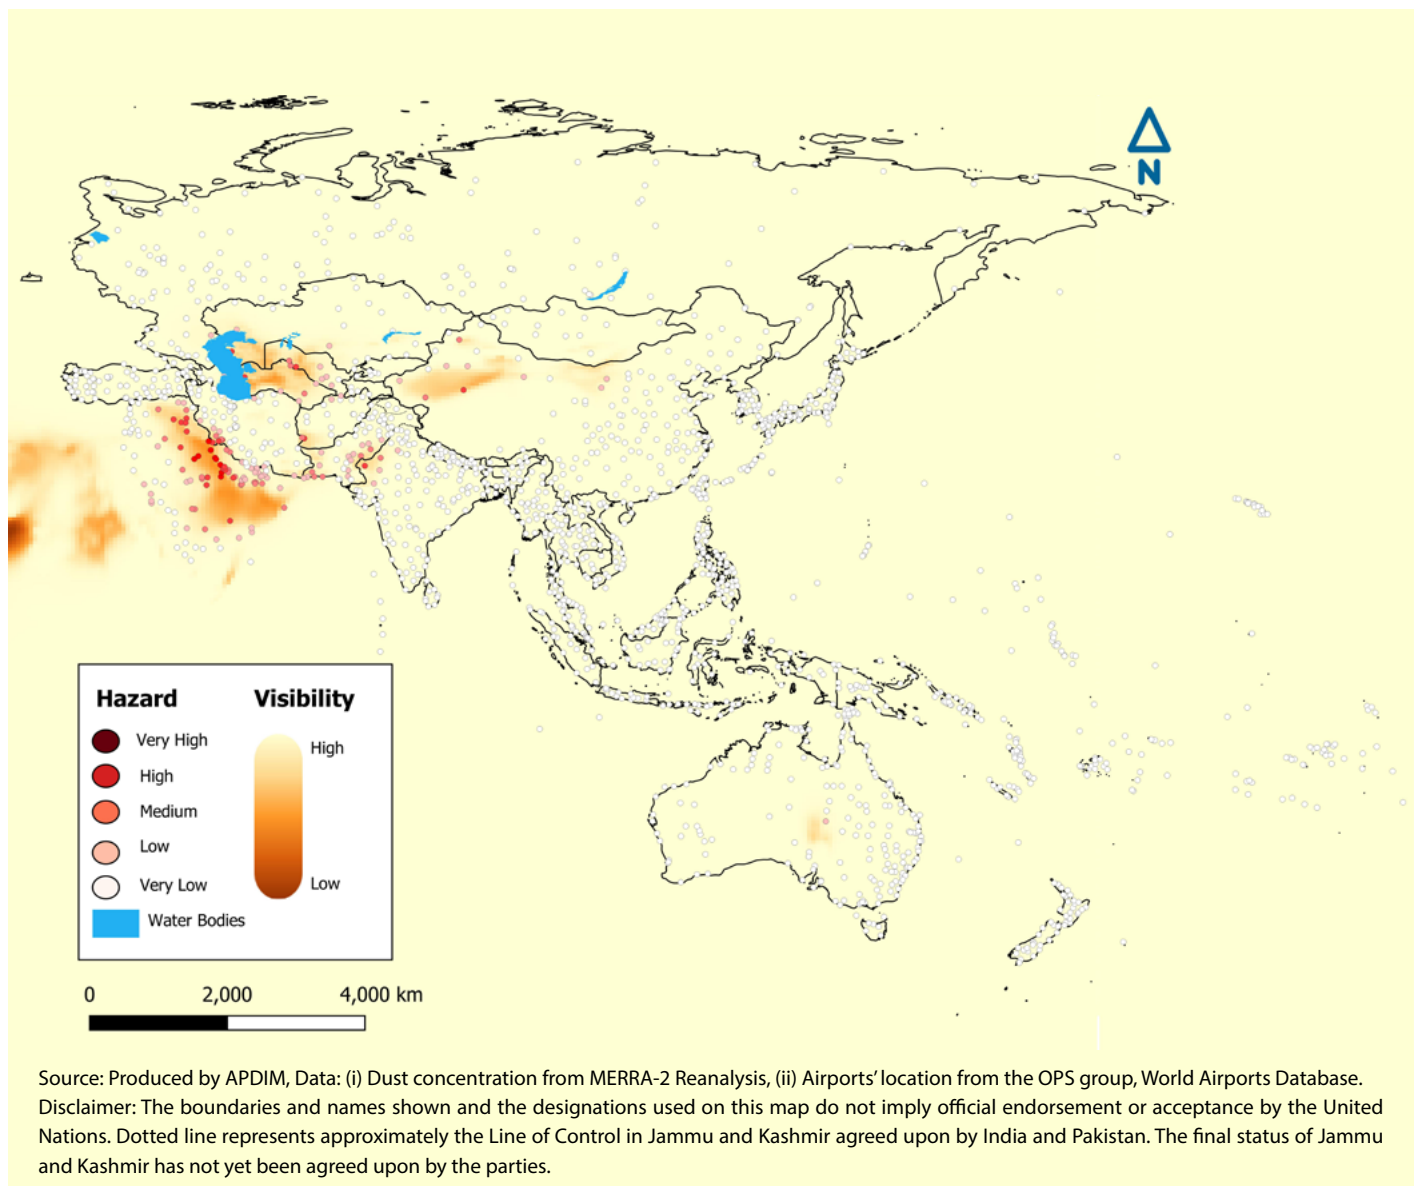 N
Hazard
Visibility
Very High
High
Medium
Low
Very Low
Water Bodies
High
Low
0 2,000 4,000 km
Source: Produced by APDIM, Data: (i) Dust concentration from MERRA-2 Reanalysis, (ii) Airports’ location from the OPS group, World Airports Database.
Disclaimer: The boundaries and names shown and the designations used on this map do not imply official endorsement or acceptance by the United
Nations. Dotted line represents approximately the Line of Control in Jammu and Kashmir agreed upon by India and Pakistan. The final status of Jammu
and Kashmir has not yet been agreed upon by the parties.